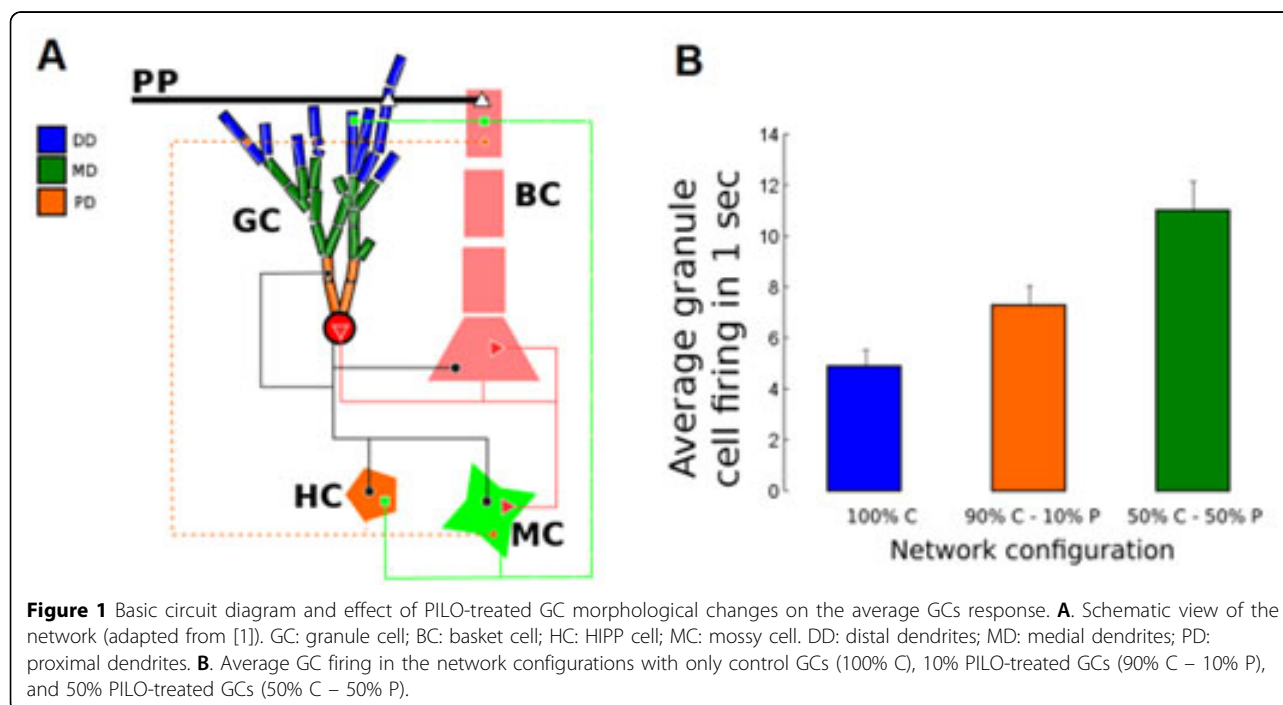 A
PP
DD
MD
PD
GC
BC
HC
MC
B
Average granule
cell firing in 1 sec
14
12
10
8
6
4
2
0
100% C
90% C - 10% P
50% C - 50% P
Network configuration
Figure 1 Basic circuit diagram and effect of PILO-treated GC morphological changes on the average GCs response. A. Schematic view of the
network (adapted from [1]). GC: granule cell; BC: basket cell; HC: HIPP cell; MC: mossy cell. DD: distal dendrites; MD: medial dendrites; PD:
proximal dendrites. B. Average GC firing in the network configurations with only control GCs (100% C), 10% PILO-treated GCs (90% C – 10% P),
and 50% PILO-treated GCs (50% C – 50% P).